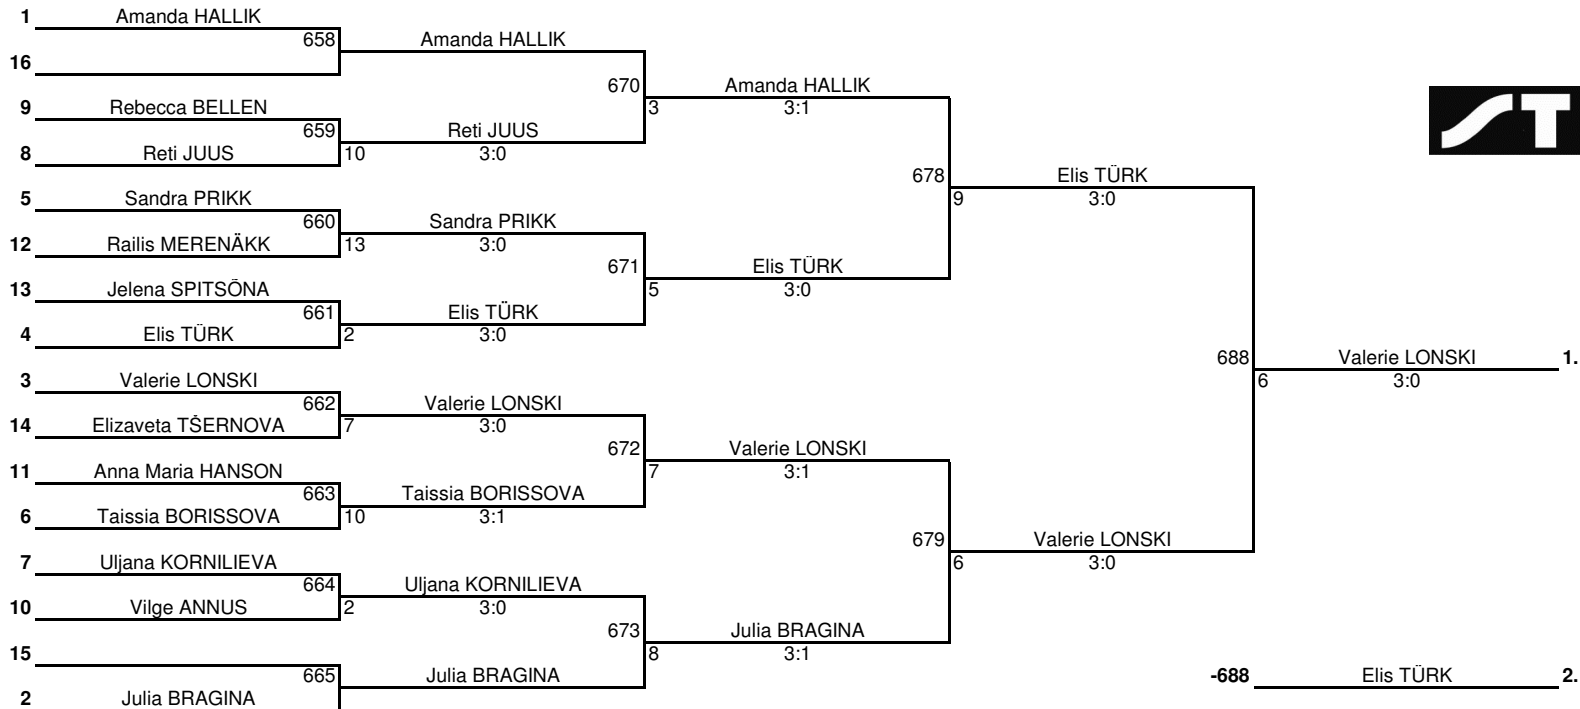 1 Amanda HALLIK
658 Amanda HALLIK
16
670 Amanda HALLIK
9 Rebecca BELLEN 3 3:1
659 Reti JUUS
8 Reti JUUS 10 3:0
ST
678 Elis TÜRK
5 Sandra PRIKK 9 3:0
660 Sandra PRIKK
12 Railis MERENÄKK 13 3:0
671 Elis TÜRK
13 Jelena SPITSÕNA 5 3:0
661 Elis TÜRK
4 Elis TÜRK 2 3:0
688 Valerie LONSKI 1.
3 Valerie LONSKI 6 3:0
662 Valerie LONSKI
14 Elizaveta TŠERNOVA 7 3:0
672 Valerie LONSKI
11 Anna Maria HANSON 7 3:1
663 Taissia BORISSOVA
6 Taissia BORISSOVA 10 3:1
679 Valerie LONSKI
7 Uljana KORNILIEVA 6 3:0
664 Uljana KORNILIEVA
10 Vilge ANNUS 2 3:0
673 Julia BRAGINA
15 8 3:1
665 Julia BRAGINA -688 Elis TÜRK 2.
2 Julia BRAGINA